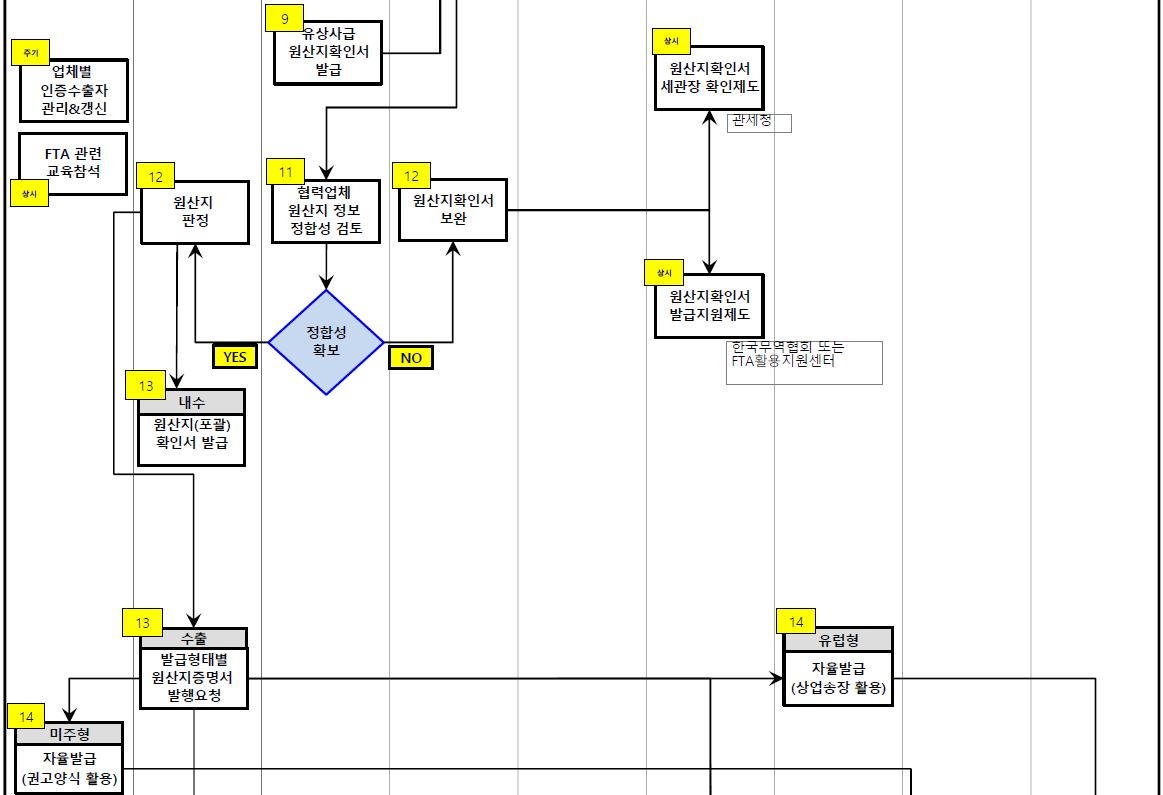 9
유상사급
원산지확인서
발급
주기
업체별
인증수출자
관리&갱신
상시
원산지확인서
세관장 확인제도
관세청
FTA 관련
교육참석
상시
12
원산지
판정
11
협력업체
원산지 정보
정합성 검토
12
원산지확인서
보완
상시
원산지확인서
발급지원제도
한국무역협회 또는
FTA활용지원센터
정합성
확보
YES
NO
13
내수
원산지(포괄)
확인서 발급
13
수출
발급형태별
원산지증명서
발행요청
14
유럽형
자율발급
(상업송장 활용)
14
미주형
자율발급
(권고양식 활용)